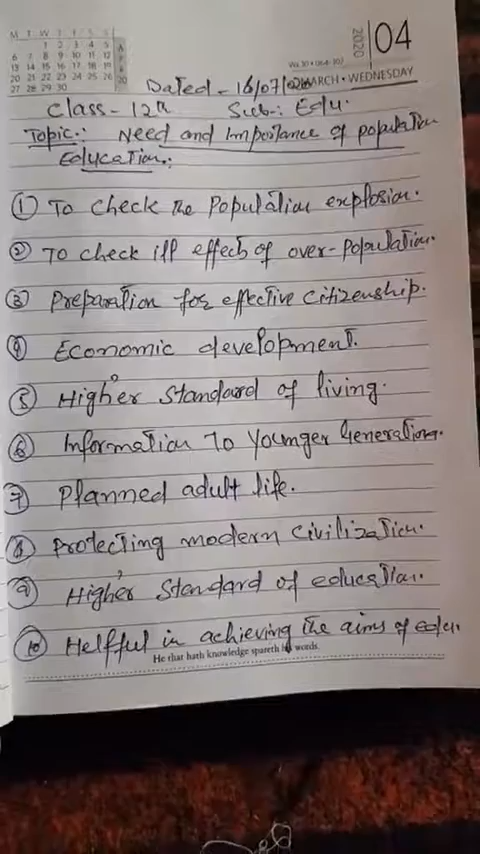 M T W T F S S
1 2 3 4 5
6 7 8 9 10 11 12
13 14 15 16 17 18 19
20 21 22 23 24 25 26
27 28 29 30
2020
04
MARCH • WEDNESDAY
Dated - 16/07/
Class - 12th Sub:- Edu.
Topic:- Need and Importance of population
Education:
① To check the Population explosion.
② To check ill effects of over-population.
③ Preparation for effective citizenship.
④ Economic development.
⑤ Higher Standard of living.
⑥ Information To Younger Generation.
⑦ Planned adult life.
⑧ Protecting modern civilization.
⑨ Higher Standard of education.
⑩ Helpful in achieving the aims of edu.
He that hath knowledge spareth his words.